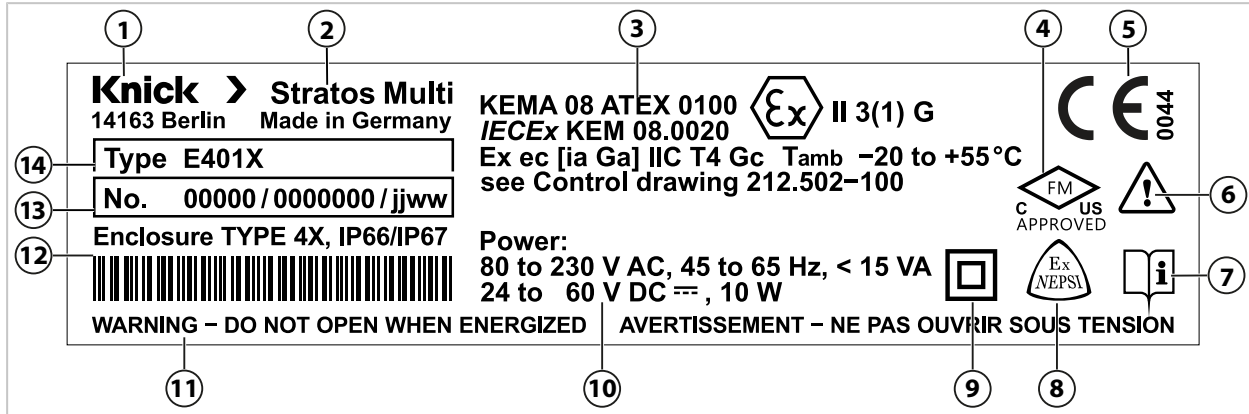 1 2 3 4 5
Knick > Stratos Multi
14163 Berlin Made in Germany
Type E401X
No. 00000 / 0000000 / jjww
Enclosure TYPE 4X, IP66/IP67
WARNING – DO NOT OPEN WHEN ENERGIZED AVERTISSEMENT – NE PAS OUVRIR SOUS TENSION
KEMA 08 ATEX 0100 Ex II 3(1) G
IECEx KEM 08.0020
Ex ec [ia Ga] IIC T4 Gc Tamb −20 to +55°C
see Control drawing 212.502−100
Power:
80 to 230 V AC, 45 to 65 Hz, < 15 VA
24 to 60 V DC ⎓ , 10 W
CE 0044
FM
C US
APPROVED
Ex
NEPSI
i
14
13
12
6
7
11 10 9 8